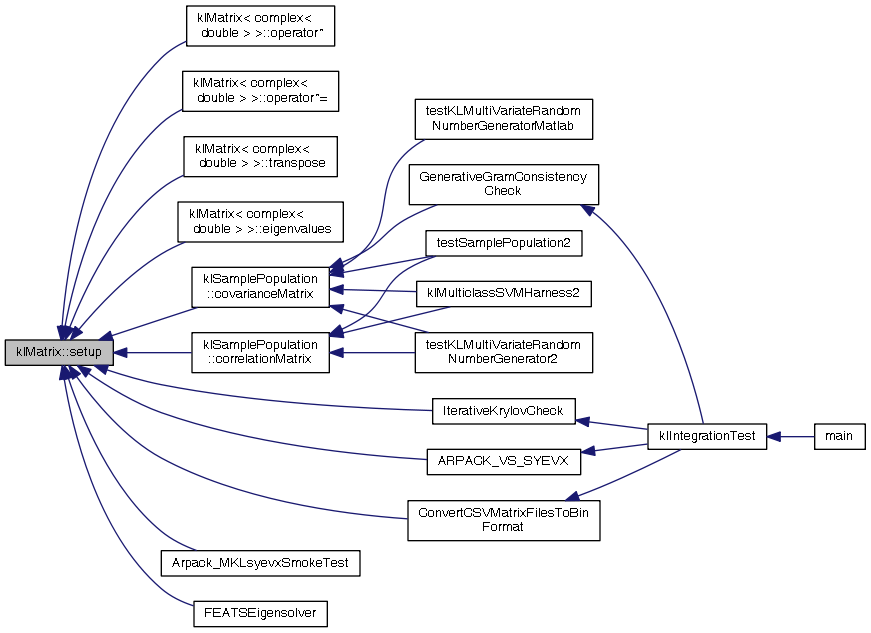 klMatrix< complex<
double > >::operator^
klMatrix< complex<
double > >::operator^=
klMatrix< complex<
double > >::transpose
klMatrix< complex<
double > >::eigenvalues
klSamplePopulation
::covarianceMatrix
klSamplePopulation
::correlationMatrix
klMatrix::setup
testKLMultiVariateRandom
NumberGeneratorMatlab
GenerativeGramConsistency
Check
testSamplePopulation2
klMulticlassSVMHarness2
testKLMultiVariateRandom
NumberGenerator2
IterativeKrylovCheck
klIntegrationTest
main
ARPACK_VS_SYEVX
ConvertCSVMatrixFilesToBin
Format
Arpack_MKLsyevxSmokeTest
FEATSEigensolver